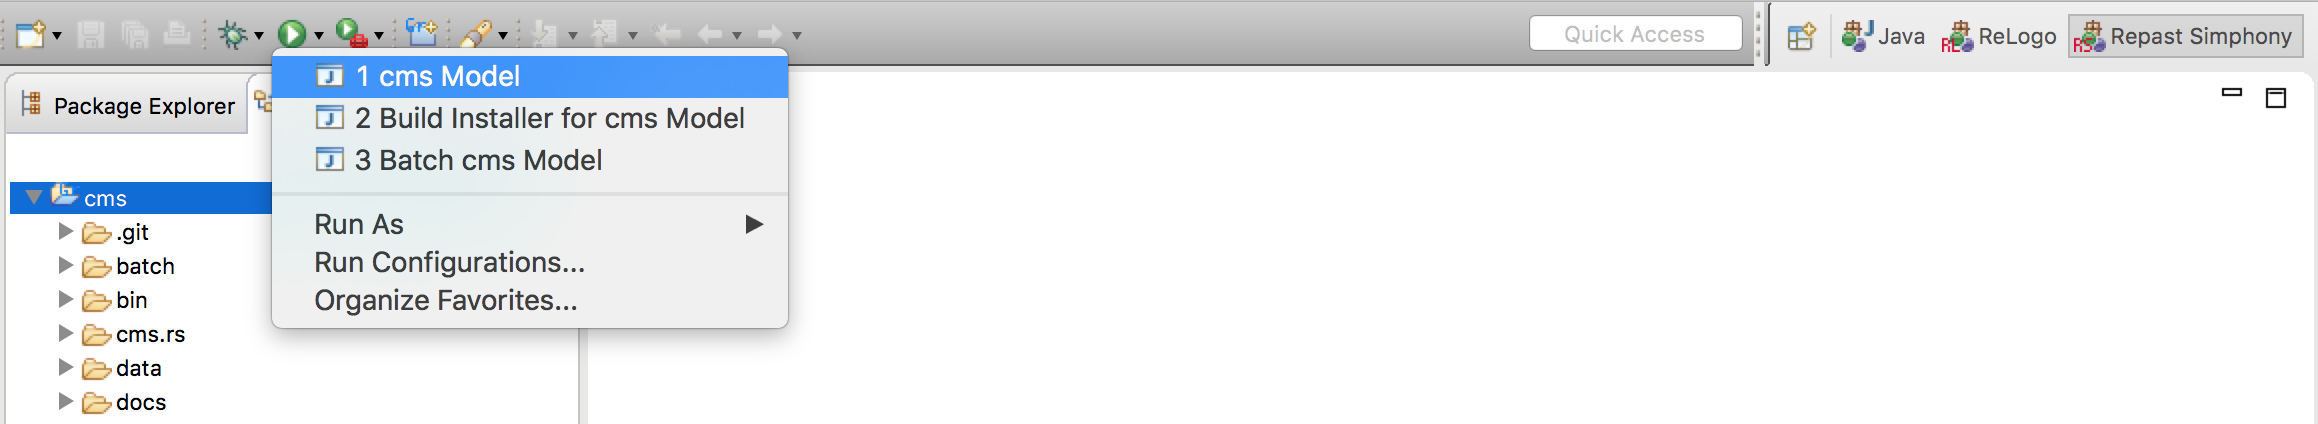 Quick Access
Java
ReLogo
Repast Simphony
Package Explorer
1 cms Model
2 Build Installer for cms Model
3 Batch cms Model
Run As
Run Configurations...
Organize Favorites...
cms
.git
batch
bin
cms.rs
data
docs